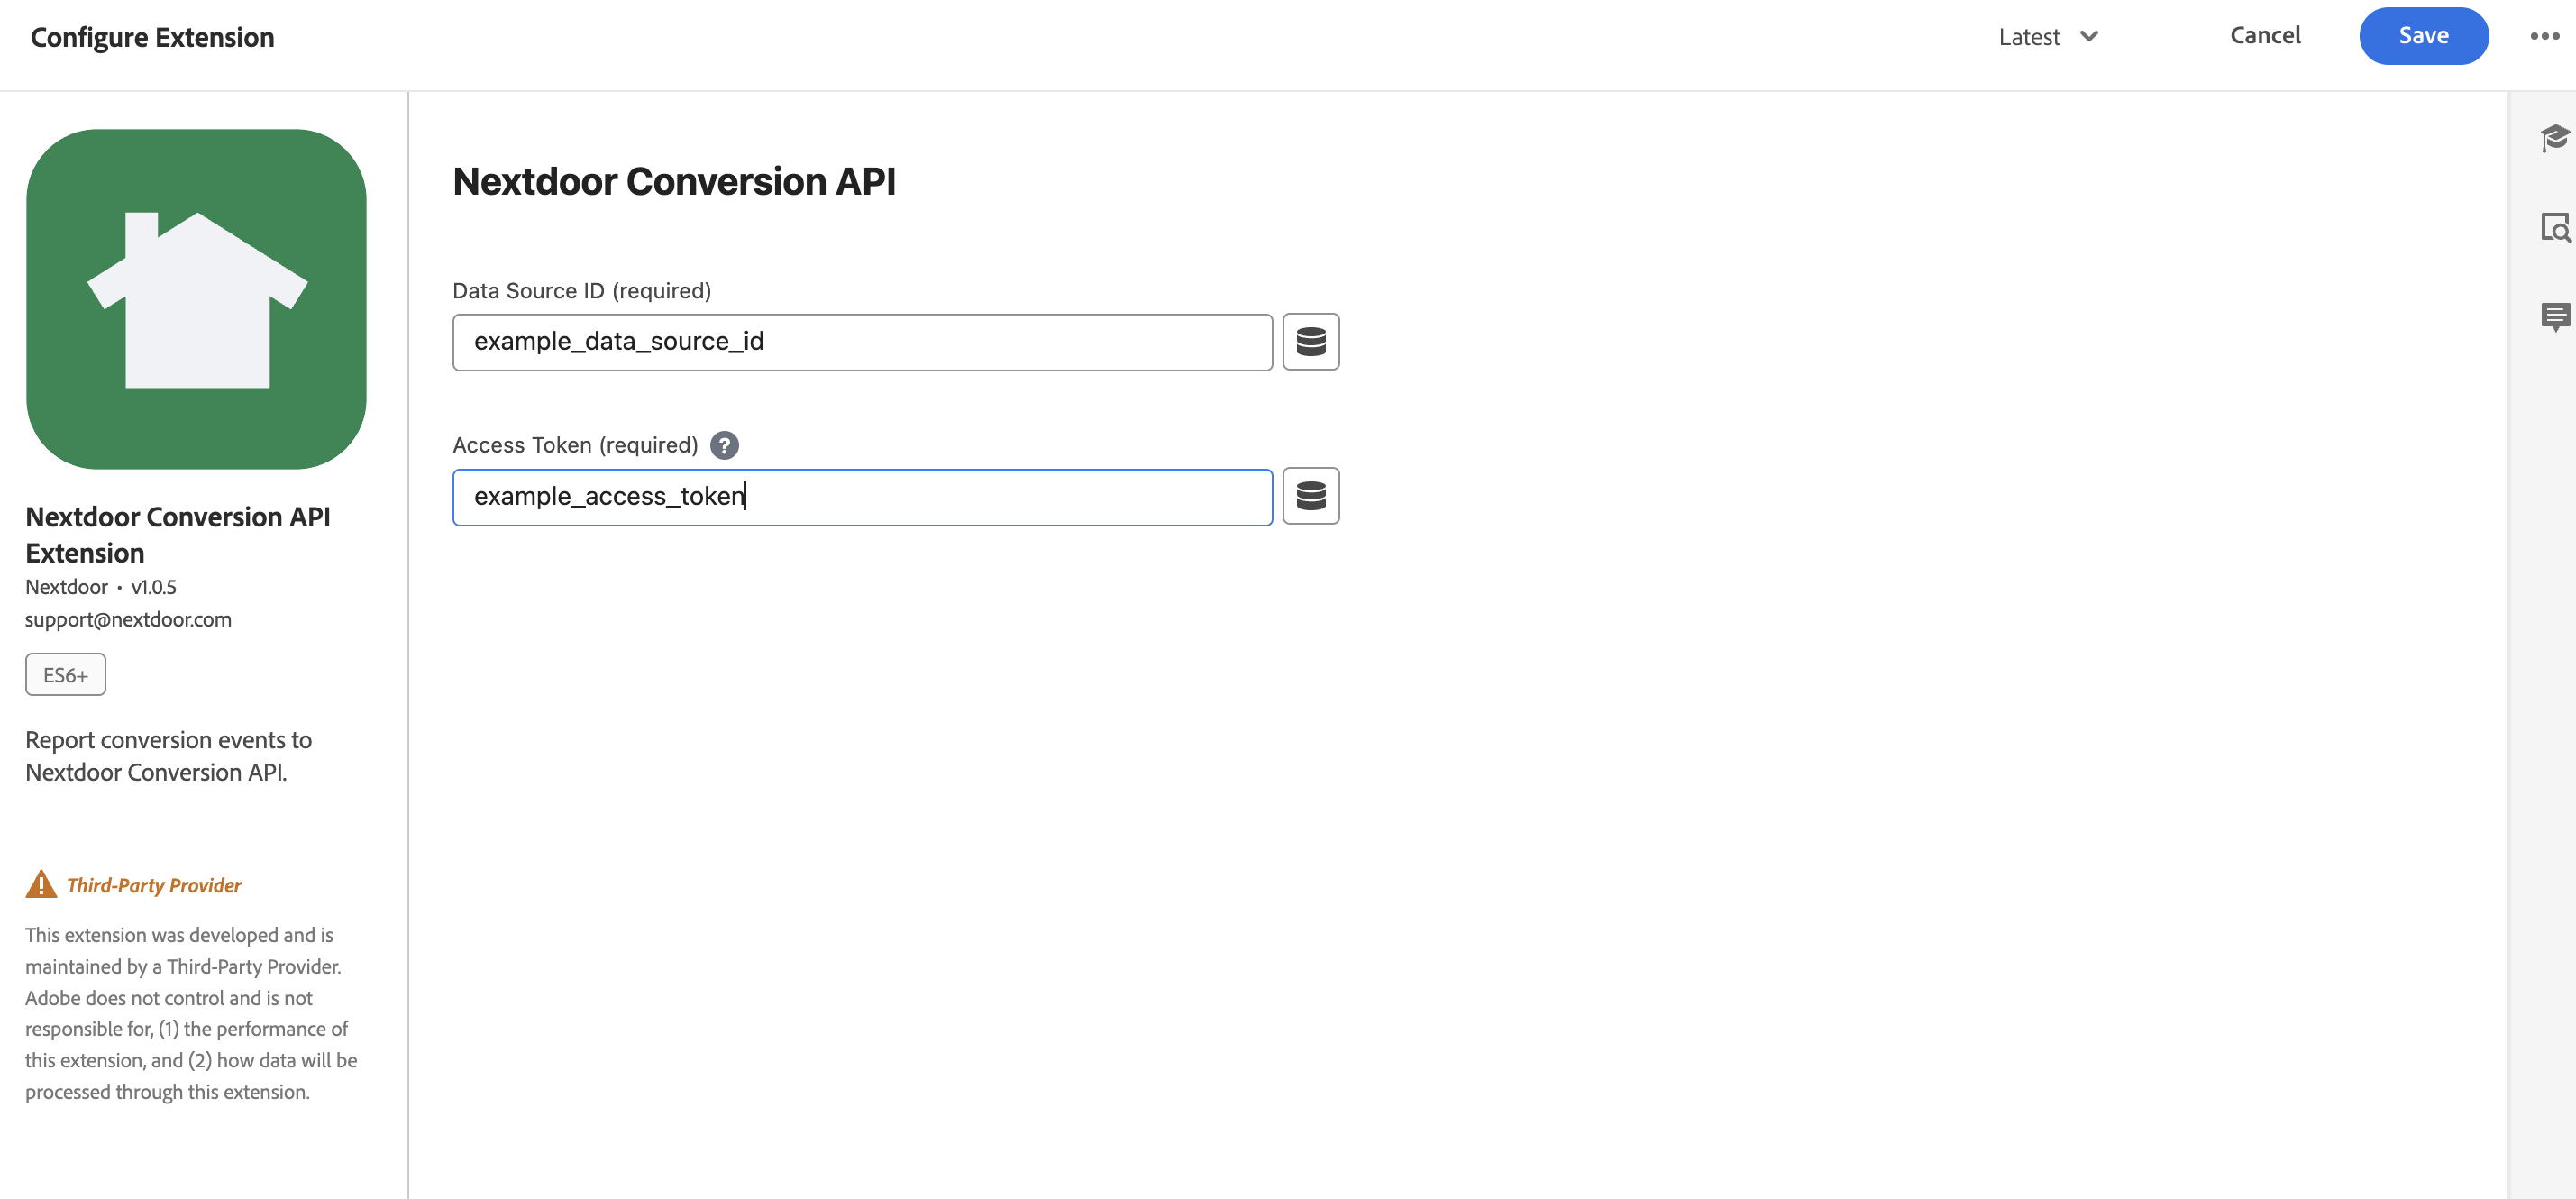 Configure Extension
Latest
Cancel
Save
Nextdoor Conversion API
Extension
Nextdoor • v1.0.5
support@nextdoor.com
ES6+
Report conversion events to
Nextdoor Conversion API.
Third-Party Provider
This extension was developed and is
maintained by a Third-Party Provider.
Adobe does not control and is not
responsible for, (1) the performance of
this extension, and (2) how data will be
processed through this extension.
Nextdoor Conversion API
Data Source ID (required)
example_data_source_id
Access Token (required) ?
example_access_token